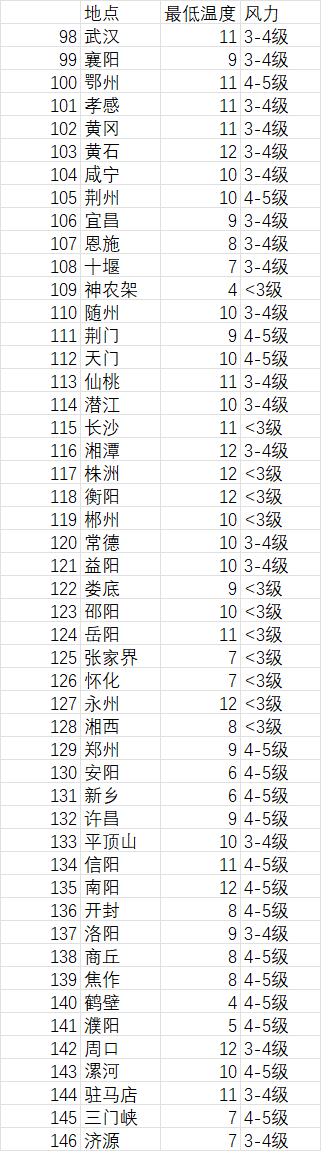 地点 最低温度 风力
98 武汉 11 3-4级
99 襄阳 9 3-4级
100 鄂州 11 4-5级
101 孝感 11 3-4级
102 黄冈 11 3-4级
103 黄石 12 3-4级
104 咸宁 10 3-4级
105 荆州 10 4-5级
106 宜昌 9 3-4级
107 恩施 8 3-4级
108 十堰 7 3-4级
109 神农架 4 <3级
110 随州 10 3-4级
111 荆门 9 4-5级
112 天门 10 4-5级
113 仙桃 11 3-4级
114 潜江 10 3-4级
115 长沙 11 <3级
116 湘潭 12 3-4级
117 株洲 12 <3级
118 衡阳 12 <3级
119 郴州 10 <3级
120 常德 10 3-4级
121 益阳 10 3-4级
122 娄底 9 <3级
123 邵阳 10 <3级
124 岳阳 11 <3级
125 张家界 7 <3级
126 怀化 7 <3级
127 永州 12 <3级
128 湘西 8 <3级
129 郑州 9 4-5级
130 安阳 6 4-5级
131 新乡 6 4-5级
132 许昌 9 4-5级
133 平顶山 10 3-4级
134 信阳 11 4-5级
135 南阳 12 4-5级
136 开封 8 4-5级
137 洛阳 9 3-4级
138 商丘 8 4-5级
139 焦作 8 4-5级
140 鹤壁 4 4-5级
141 濮阳 5 4-5级
142 周口 12 3-4级
143 漯河 10 4-5级
144 驻马店 11 3-4级
145 三门峡 7 4-5级
146 济源 7 3-4级